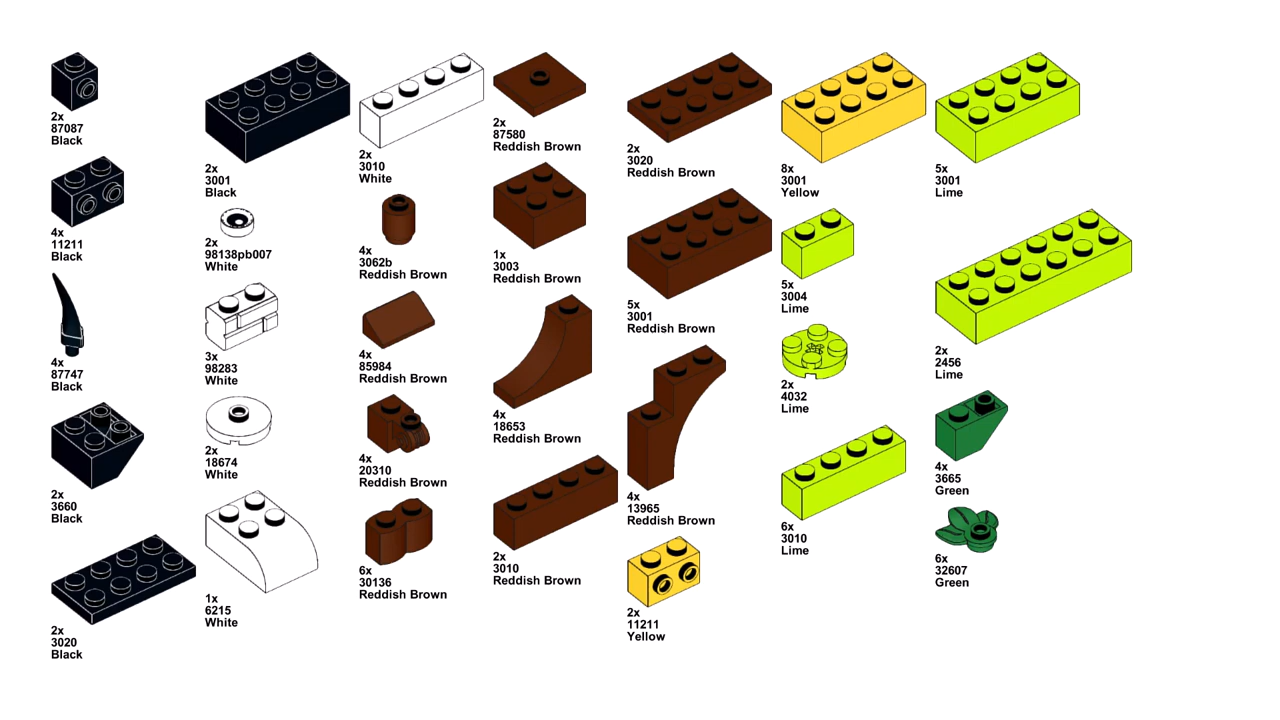 2x
87087
Black
4x
11211
Black
4x
87747
Black
2x
3660
Black
2x
3020
Black
2x
3001
Black
2x
98138pb007
White
3x
98283
White
2x
18674
White
1x
6215
White
2x
3010
White
4x
3062b
Reddish Brown
4x
85984
Reddish Brown
4x
20310
Reddish Brown
6x
30136
Reddish Brown
2x
87580
Reddish Brown
1x
3003
Reddish Brown
4x
18653
Reddish Brown
2x
3010
Reddish Brown
2x
3020
Reddish Brown
5x
3001
Reddish Brown
4x
13965
Reddish Brown
2x
11211
Yellow
8x
3001
Yellow
5x
3004
Lime
2x
4032
Lime
6x
3010
Lime
5x
3001
Lime
2x
2456
Lime
4x
3665
Green
6x
32607
Green